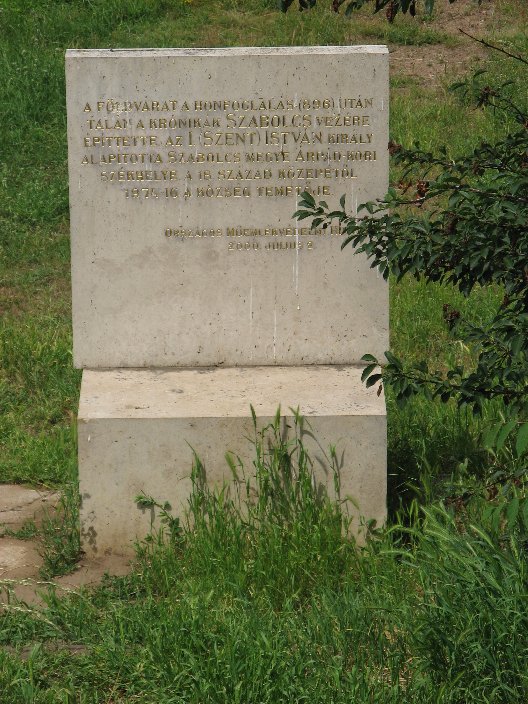 A FÖLDVÁRAT A HONFOGLALÁS (896) UTÁN
TALÁN A KRÓNIKÁK SZABOLCS VEZÉRE
ÉPÍTTETTE. AZ I. (SZENT) ISTVÁN KIRÁLY
ALAPÍTOTTA SZABOLCS MEGYE ÁRPÁD-KORI
SZÉKHELYE. A 18. SZÁZAD KÖZEPÉTŐL
1975-IG A KÖZSÉG TEMETŐJE.
ORSZÁGOS MŰEMLÉKVÉDELMI
2000. JÚLIUS 2.